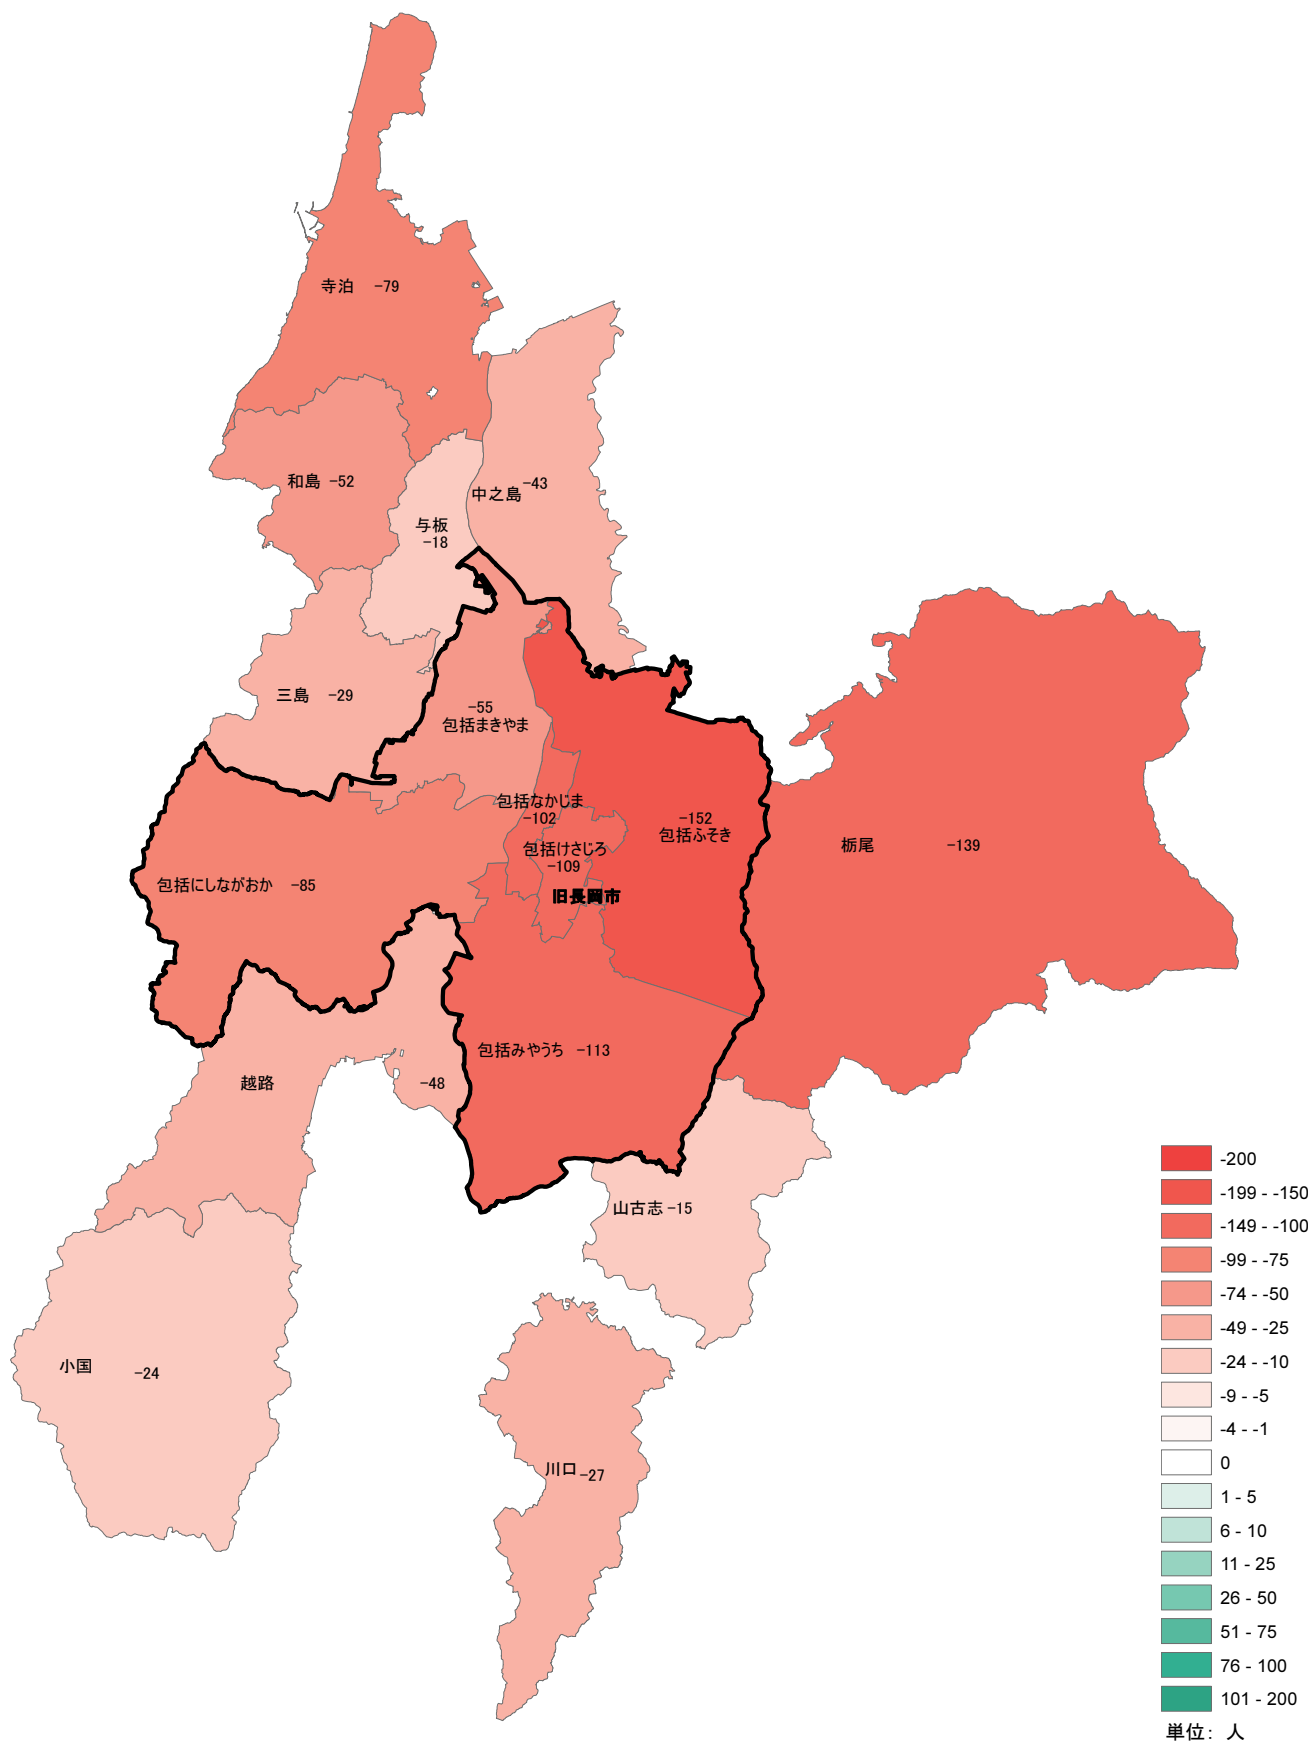 寺泊 -79
和島 -52
中之島 -43
与板
-18
三島 -29
-55
包括まきやま
包括なかじま
-102
-152
包括ふそき
包括けさじろ
-109
栃尾 -139
包括にしながおか -85
旧長岡市
包括みやうち -113
越路 -48
山古志 -15
小国 -24
川口 -27
-200
-199 - -150
-149 - -100
-99 - -75
-74 - -50
-49 - -25
-24 - -10
-9 - -5
-4 - -1
0
1 - 5
6 - 10
11 - 25
26 - 50
51 - 75
76 - 100
101 - 200
単位: 人